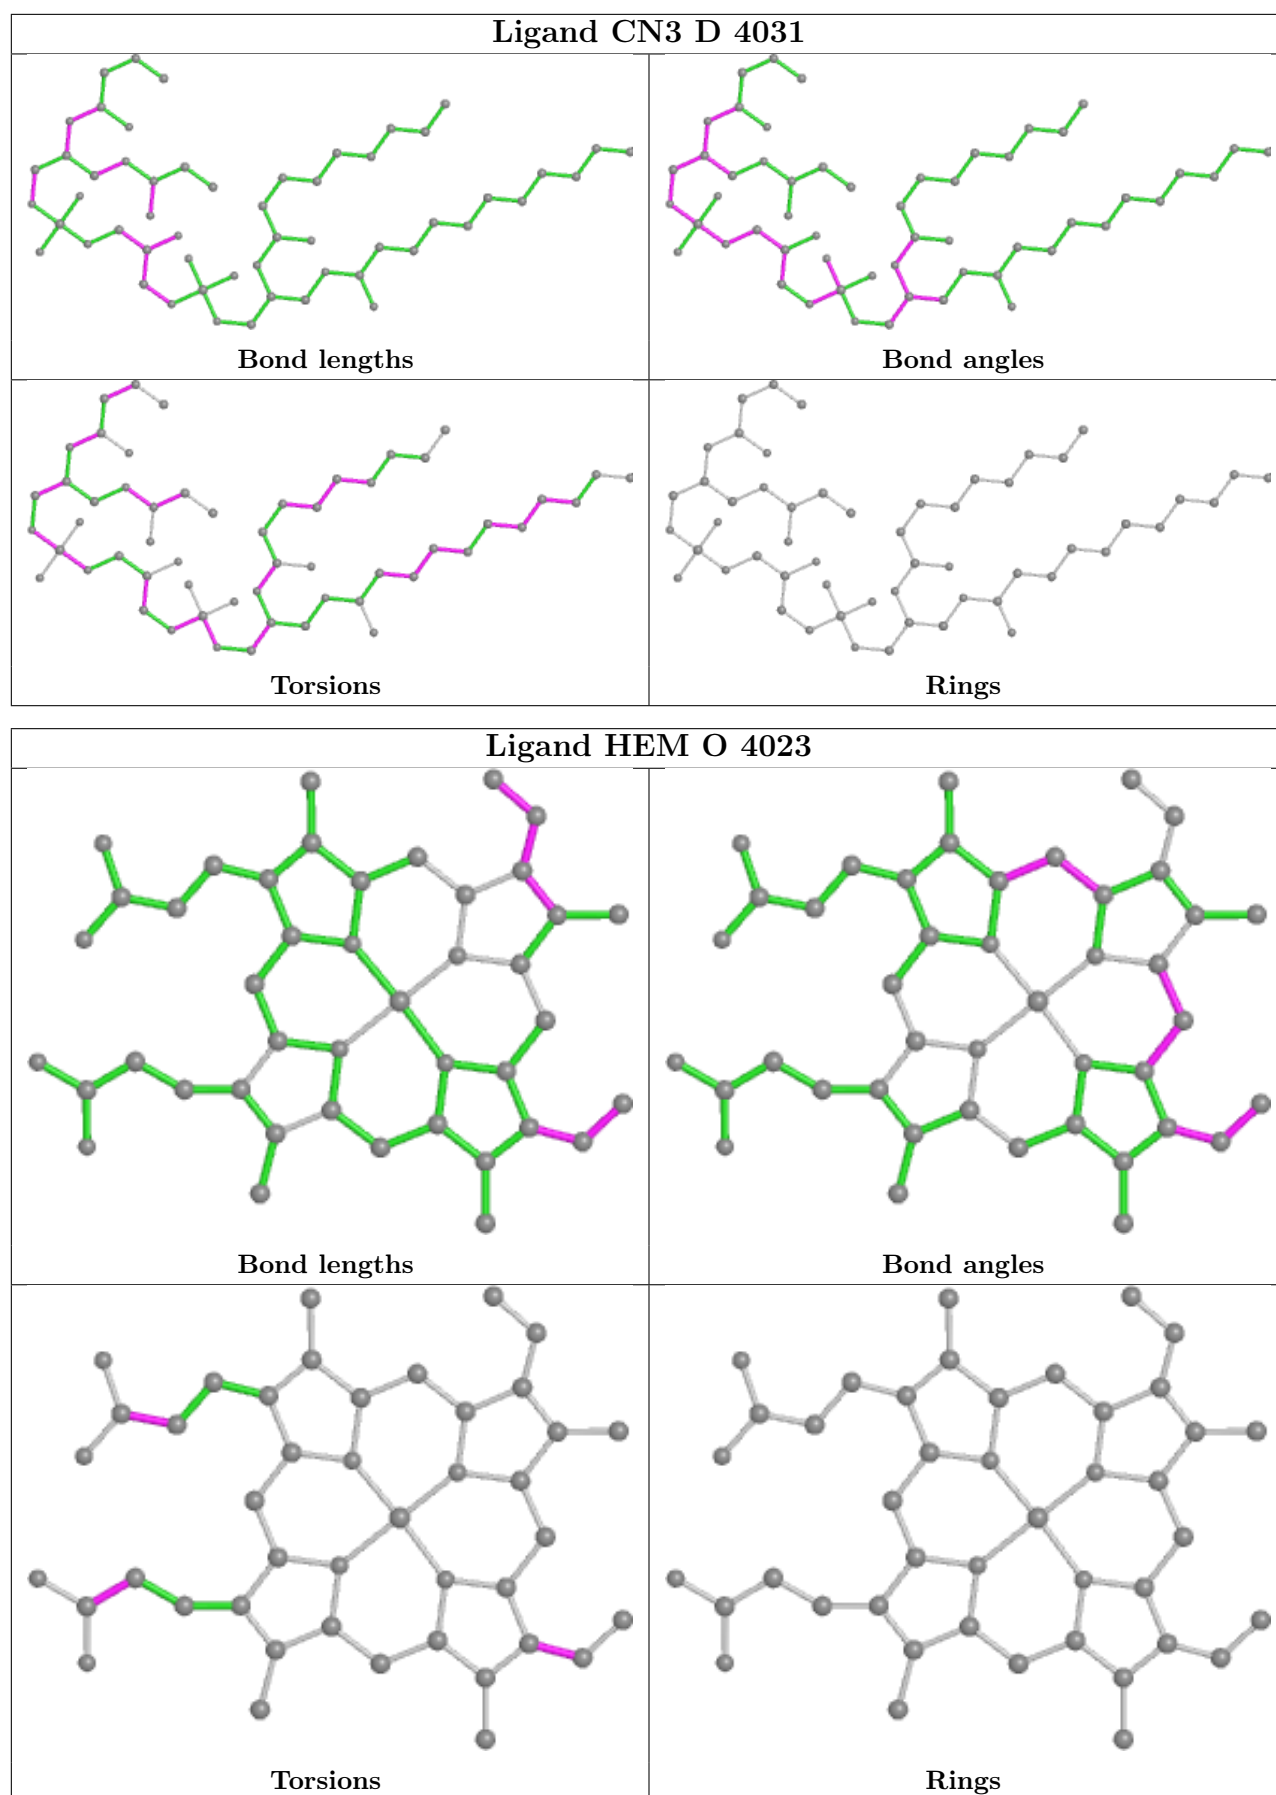 Ligand CN3 D 4031
Bond lengths
Bond angles
Torsions
Rings
Ligand HEM O 4023
Bond lengths
Bond angles
Torsions
Rings